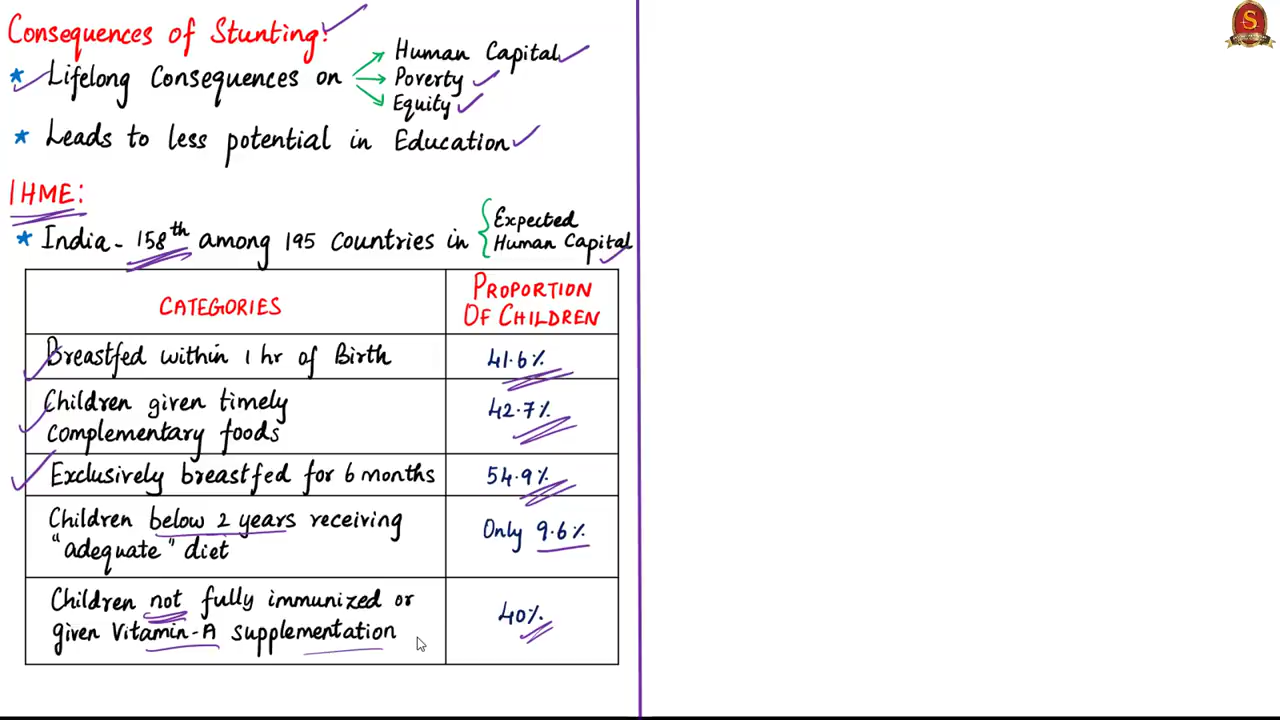 Consequences of Stunting:
* Lifelong Consequences on
Human Capital
Poverty
Equity
* Leads to less potential in Education
IHME:
* India - 158th among 195 Countries in
Expected
Human Capital
CATEGORIES
PROPORTION
OF CHILDREN
Breastfed within 1 hr of Birth
41.6%
Children given timely
complementary foods
42.7%
Exclusively breastfed for 6 months
54.9%
Children below 2 years receiving
"adequate" diet
Only 9.6%
Children not fully immunized or
given Vitamin-A supplementation
40%
S